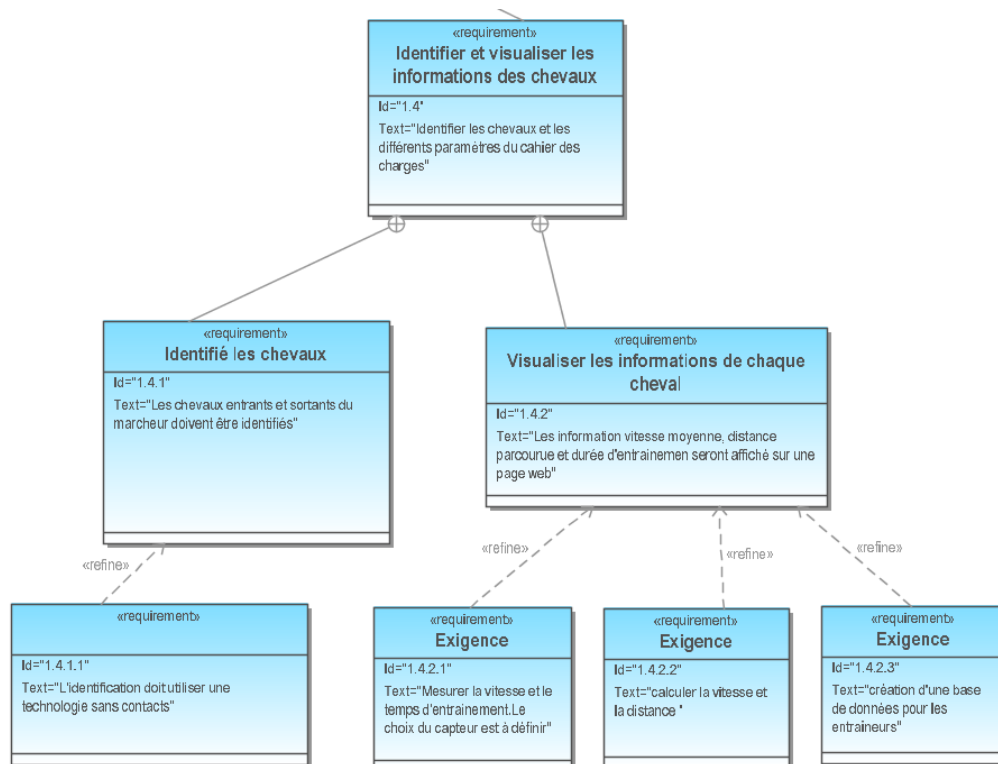 «requirement»
Identifier et visualiser les
informations des chevaux
Id="1.4"
Text="Identifier les chevaux et les
différents paramètres du cahier des
charges"
«requirement»
Identifié les chevaux
Id="1.4.1"
Text="Les chevaux entrants et sortants du
marcheur doivent être identifiés"
«requirement»
Visualiser les informations de chaque
cheval
Id="1.4.2"
Text="Les information vitesse moyenne, distance
parcourue et durée d'entrainemen seront affiché sur une
page web"
«refine»
«refine»
«refine»
«refine»
«requirement»
Id="1.4.1.1"
Text="L'identification doit utiliser une
technologie sans contacts"
«requirement»
Exigence
Id="1.4.2.1"
Text="Mesurer la vitesse et le
temps d'entrainement.Le
choix du capteur est à définir"
«requirement»
Exigence
Id="1.4.2.2"
Text="calculer la vitesse et
la distance "
«requirement»
Exigence
Id="1.4.2.3"
Text="création d'une base
de données pour les
entraineurs"